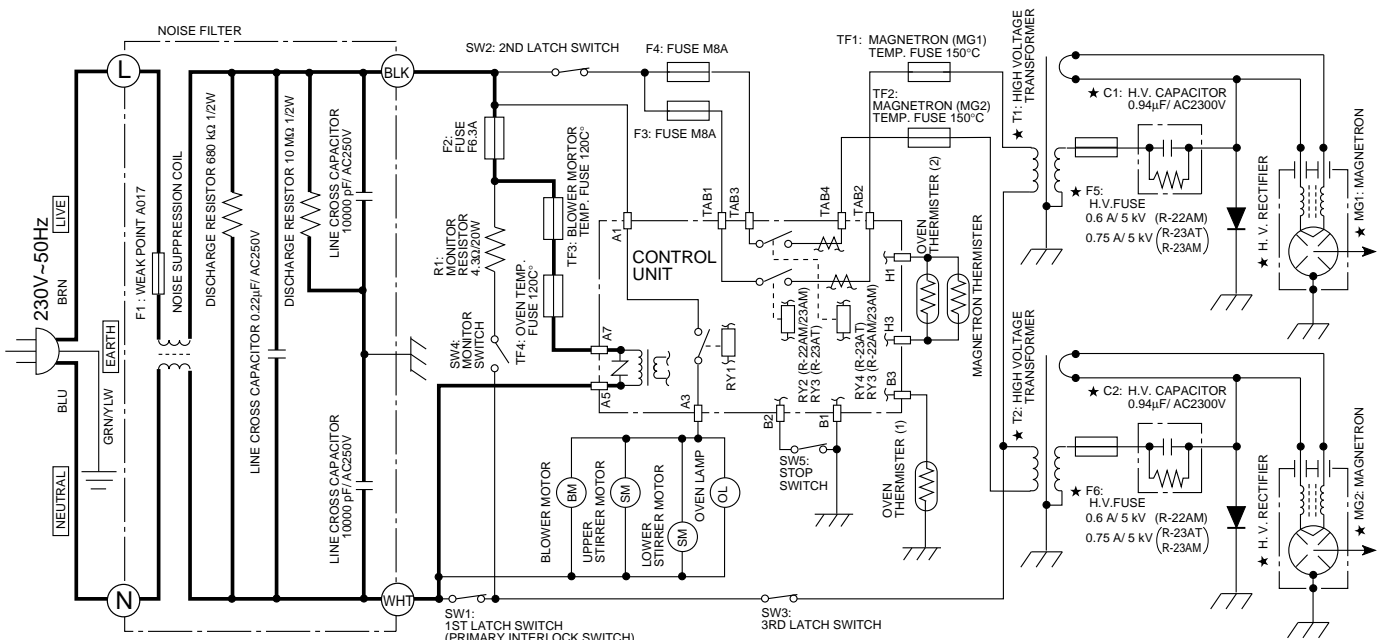 NOISE FILTER
230V~50Hz
LIVE
BRN
L
EARTH
BLU
GRN/YLW
NEUTRAL
N
F1 : WEAK POINT A017
NOISE SUPPRESSION COIL
DISCHARGE RESISTOR 680 kΩ 1/2W
LINE CROSS CAPACITOR 0.22µF/ AC250V
DISCHARGE RESISTOR 10 MΩ 1/2W
LINE CROSS CAPACITOR
10000 pF/ AC250V
LINE CROSS CAPACITOR
10000 pF/ AC250V
BLK
WHT
SW2: 2ND LATCH SWITCH
F4: FUSE M8A
F3: FUSE M8A
F2:
FUSE
F6.3A
R1:
MONITOR
RESISTOR
4.3Ω/20W
SW4:
MONITOR
SWITCH
TF3: BLOWER MORTOR
TEMP. FUSE 120C°
TF4: OVEN TEMP.
FUSE 120C°
A1
TAB1
TAB3
TAB4
TAB2
CONTROL
UNIT
A7
A5
A3
RY1
RY2 (R-22AM/23AM)
RY3 (R-23AT)
RY4 (R-23AT)
RY3 (R-22AM/23AM)
B2
B1
B3
H1
H3
OVEN
THERMISTER (2)
MAGNETRON THERMISTER
OVEN
THERMISTER (1)
SW5:
STOP
SWITCH
BLOWER MOTOR
BM
UPPER
STIRRER MOTOR
SM
LOWER
STIRRER MOTOR
SM
OVEN LAMP
OL
SW1:
1ST LATCH SWITCH
(PRIMARY INTERLOCK SWITCH)
SW3:
3RD LATCH SWITCH
TF1: MAGNETRON (MG1)
TEMP. FUSE 150°C
TF2:
MAGNETRON (MG2)
TEMP. FUSE 150°C
★ T1: HIGH VOLTAGE
TRANSFORMER
★ C1: H.V. CAPACITOR
0.94µF/ AC2300V
★ F5:
H.V.FUSE
0.6 A/ 5 kV (R-22AM)
0.75 A/ 5 kV (R-23AT
R-23AM)
★ H. V. RECTIFIER
★ MG1: MAGNETRON
★ T2: HIGH VOLTAGE
TRANSFORMER
★ C2: H.V. CAPACITOR
0.94µF/ AC2300V
★ F6:
H.V.FUSE
0.6 A/ 5 kV (R-22AM)
0.75 A/ 5 kV (R-23AT
R-23AM)
★ H. V. RECTIFIER
★ MG2: MAGNETRON